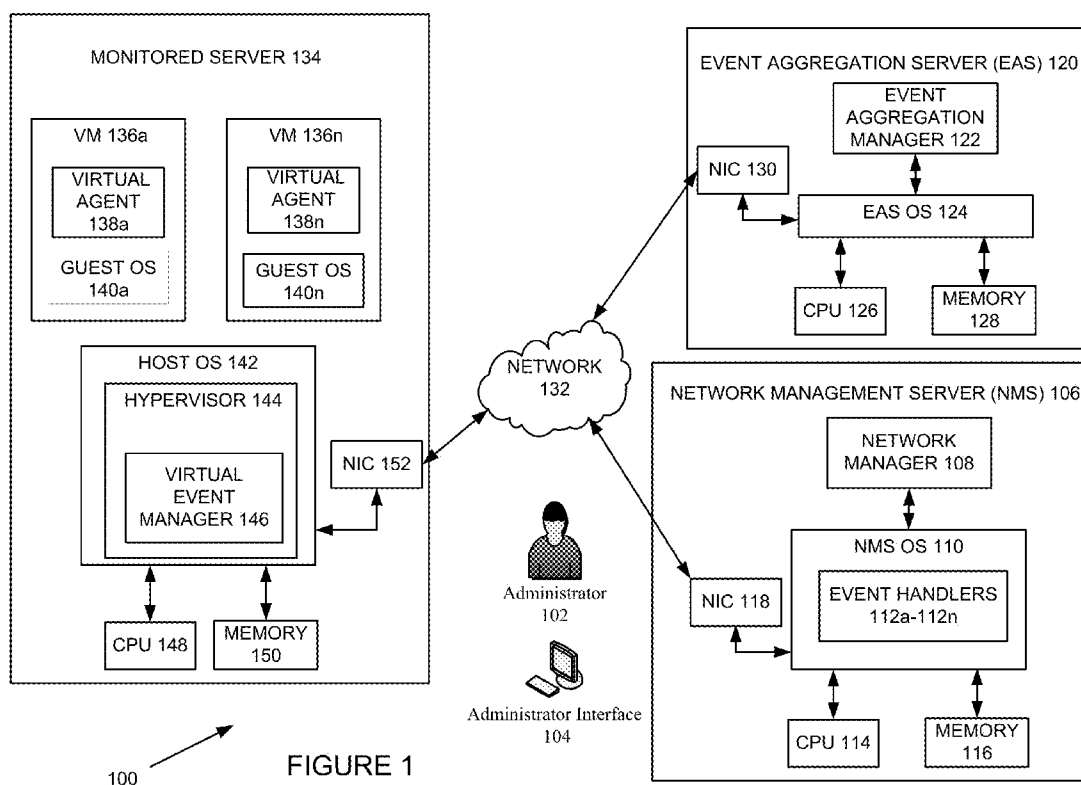 MONITORED SERVER 134
VM 136a
VIRTUAL
AGENT
138a
GUEST OS
140a
VM 136n
VIRTUAL
AGENT
138n
GUEST OS
140n
HOST OS 142
HYPERVISOR 144
VIRTUAL
EVENT
MANAGER 146
NIC 152
CPU 148
MEMORY
150
NETWORK
132
Administrator
102
Administrator Interface
104
EVENT AGGREGATION SERVER (EAS) 120
EVENT
AGGREGATION
MANAGER 122
NIC 130
EAS OS 124
CPU 126
MEMORY
128
NETWORK MANAGEMENT SERVER (NMS) 106
NETWORK
MANAGER 108
NMS OS 110
EVENT HANDLERS
112a-112n
NIC 118
CPU 114
MEMORY
116
100
FIGURE 1